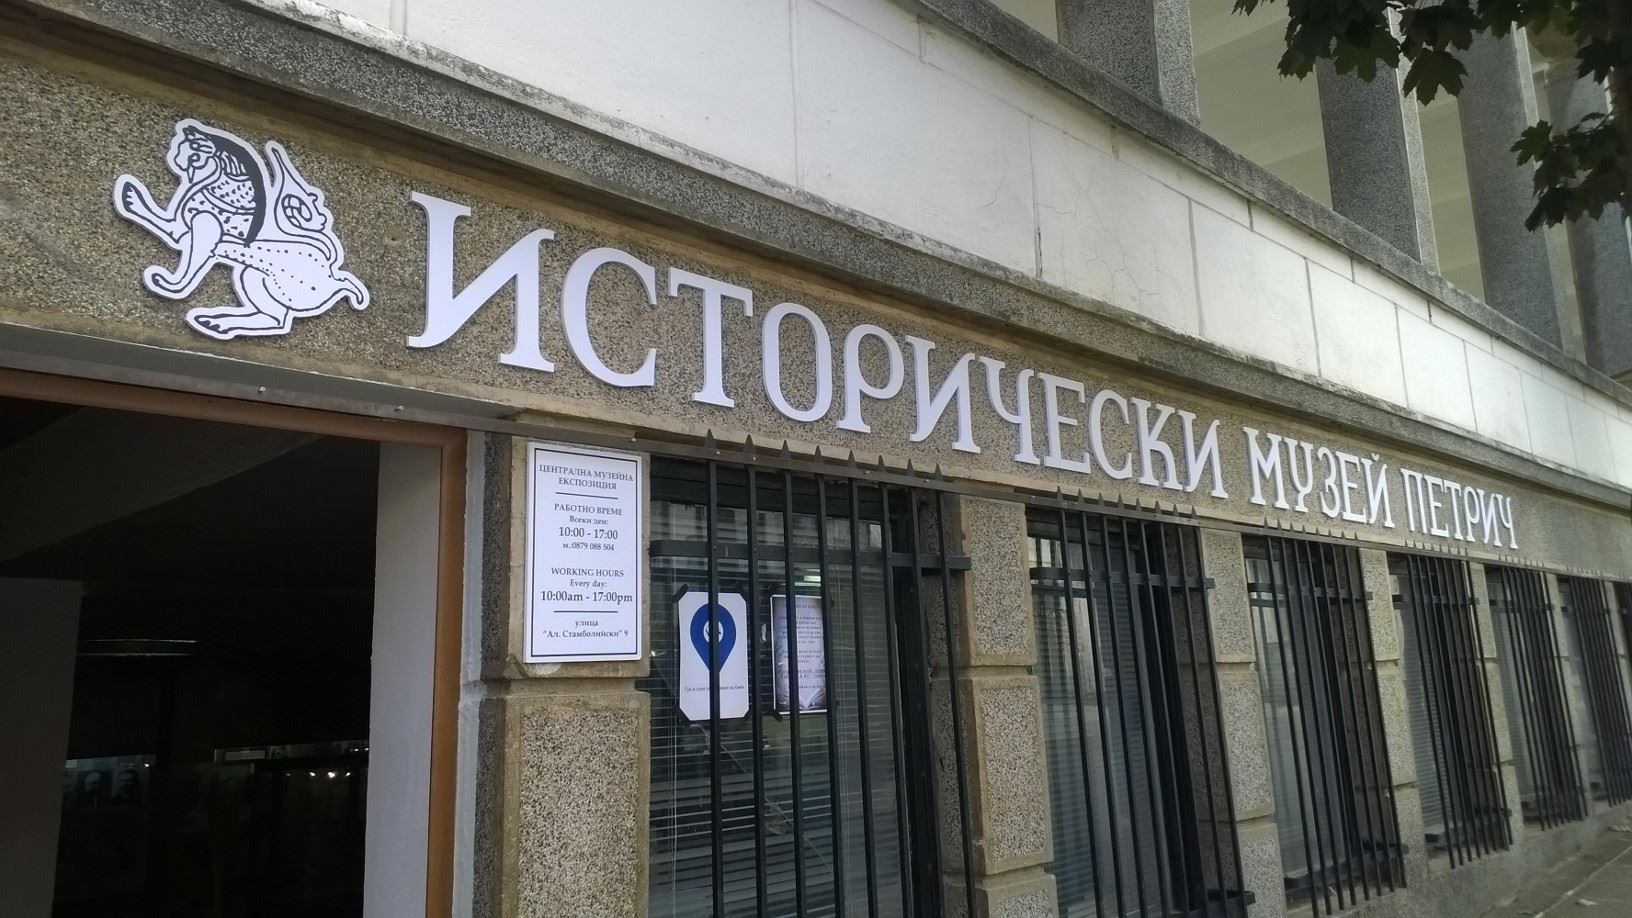 ИСТОРИЧЕСКИ МУЗЕЙ ПЕТРИЧ
ЦЕНТРАЛНА МУЗЕЙНА
ЕКСПОЗИЦИЯ
РАБОТНО ВРЕМЕ
Всеки ден:
10:00 - 17:00
м.:0879 088 504
WORKING HOURS
Every day:
10:00am - 17:00pm
улица
"Ал. Стамболийски" 9